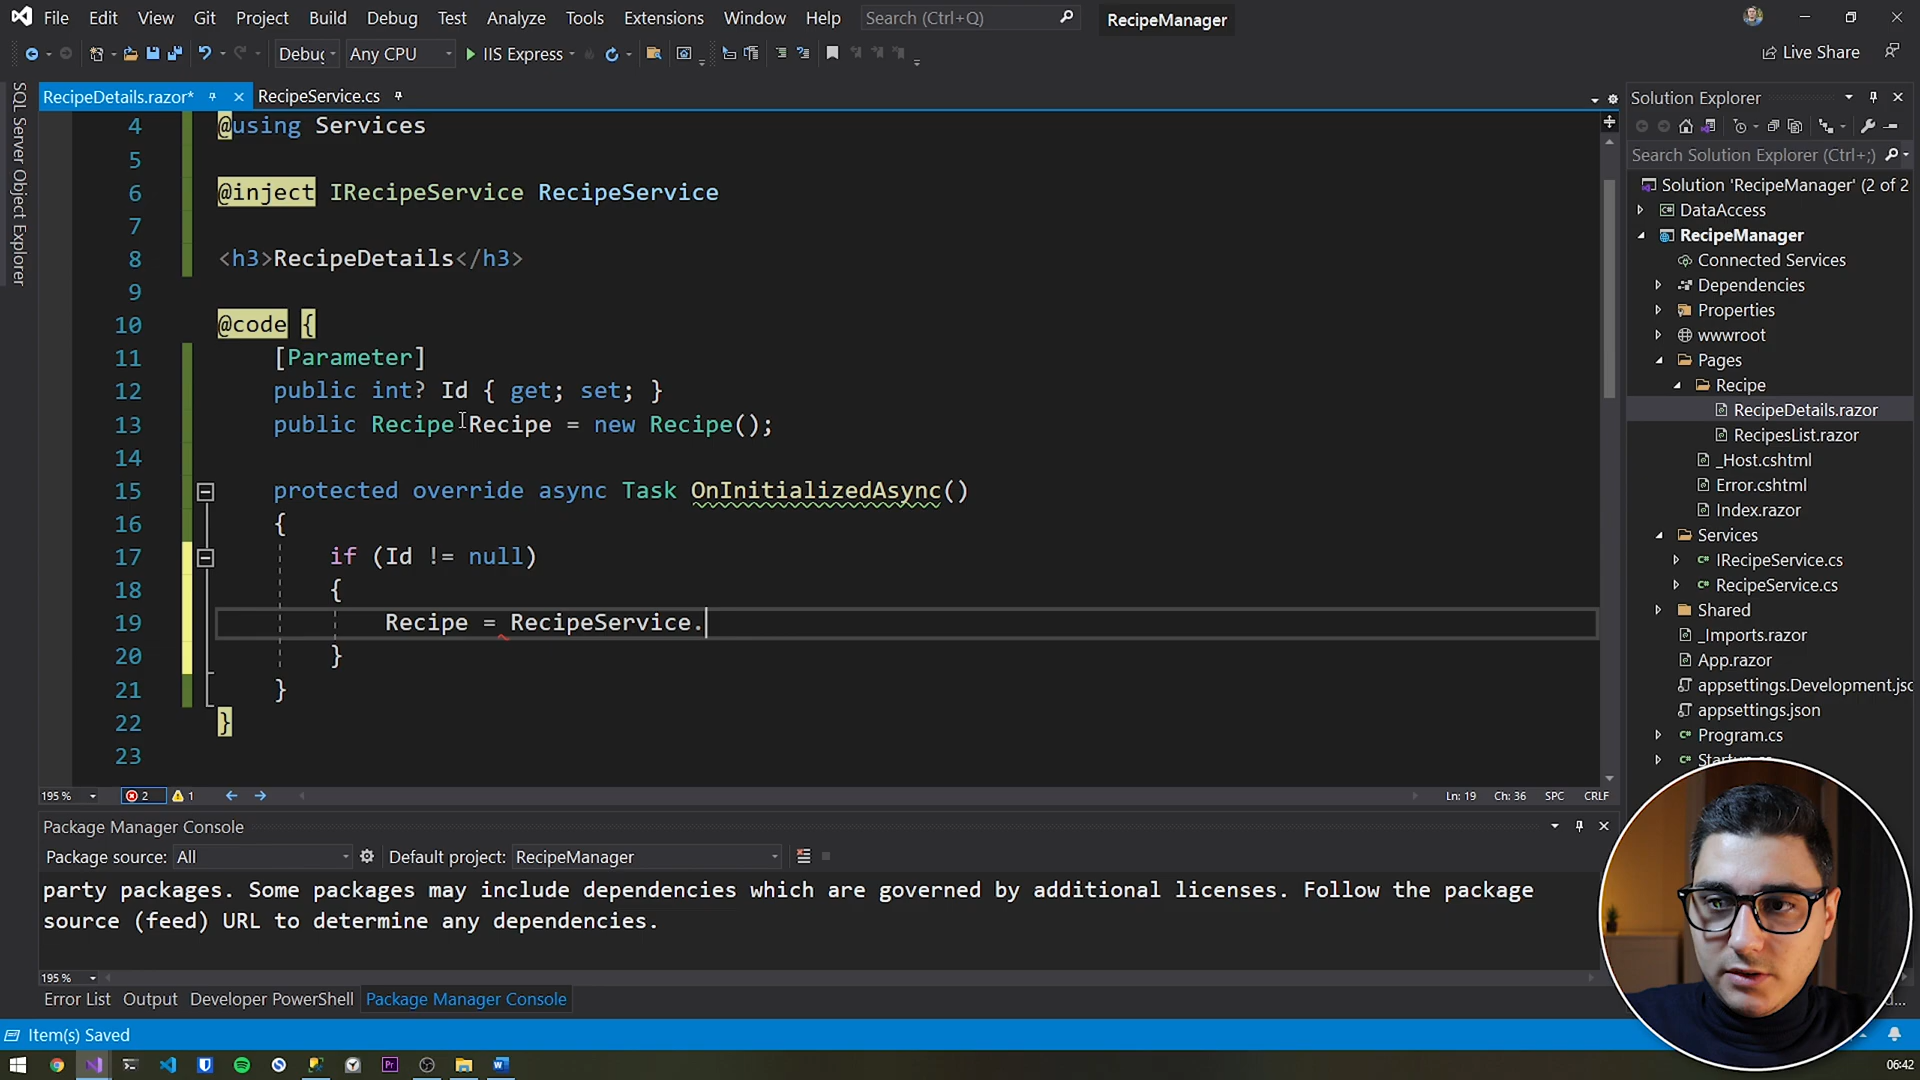 File Edit View Git Project Build Debug Test Analyze Tools Extensions Window Help Search (Ctrl+Q) RecipeManager
Debug Any CPU IIS Express Live Share
SQL Server Object Explorer
RecipeDetails.razor* RecipeService.cs
4 @using Services
5
6 @inject IRecipeService RecipeService
7
8 <h3>RecipeDetails</h3>
9
10 @code {
11 [Parameter]
12 public int? Id { get; set; }
13 public Recipe Recipe = new Recipe();
14
15 protected override async Task OnInitializedAsync()
16 {
17 if (Id != null)
18 {
19 Recipe = RecipeService.
20 }
21 }
22 }
23
195 % 2 1 Ln: 19 Ch: 36 SPC CRLF
Package Manager Console
Package source: All Default project: RecipeManager
party packages. Some packages may include dependencies which are governed by additional licenses. Follow the package
source (feed) URL to determine any dependencies.
195 %
Error List Output Developer PowerShell Package Manager Console
Item(s) Saved
Solution Explorer
Search Solution Explorer (Ctrl+;)
Solution 'RecipeManager' (2 of 2
DataAccess
RecipeManager
Connected Services
Dependencies
Properties
wwwroot
Pages
Recipe
RecipeDetails.razor
RecipesList.razor
_Host.cshtml
Error.cshtml
Index.razor
Services
IRecipeService.cs
RecipeService.cs
Shared
_Imports.razor
App.razor
appsettings.Development.jso
appsettings.json
Program.cs
06:42